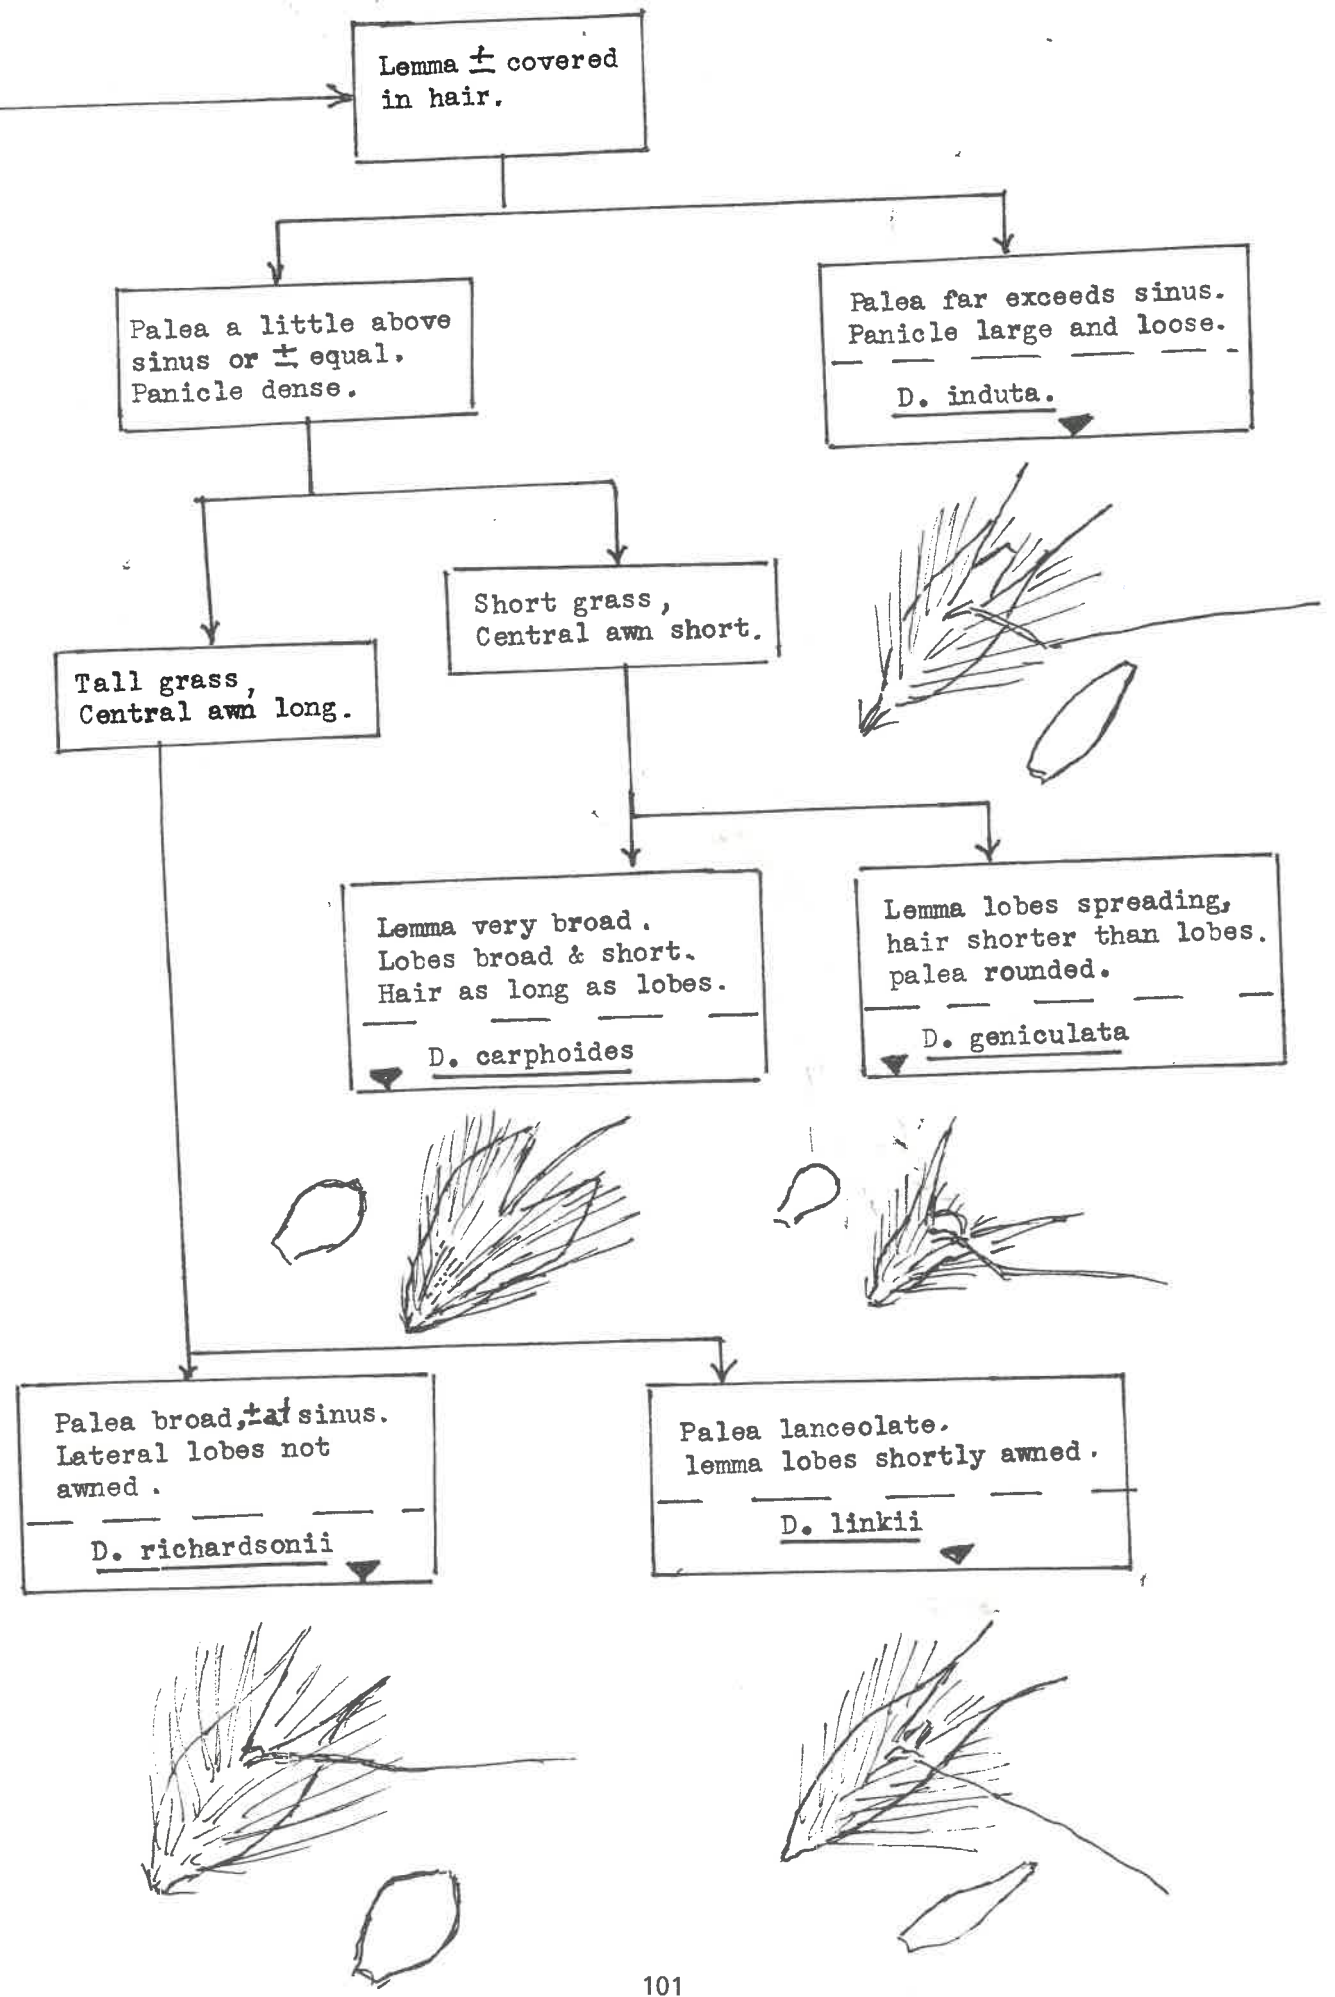 Lemma ± covered
in hair.
Palea a little above
sinus or ± equal.
Panicle dense.
Palea far exceeds sinus.
Panicle large and loose.
D. induta.
Short grass,
Central awn short.
Tall grass,
Central awn long.
Lemma very broad.
Lobes broad & short.
Hair as long as lobes.
D. carphoides
Lemma lobes spreading,
hair shorter than lobes.
palea rounded.
D. geniculata
Palea broad, ± at sinus.
Lateral lobes not
awned.
D. richardsonii
Palea lanceolate.
lemma lobes shortly awned.
D. linkii
101